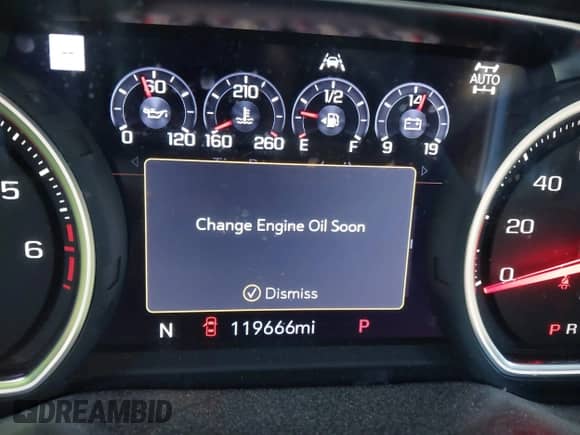 60
210
1/2
14
AUTO
0 120 160 260 E F 9 19
Change Engine Oil Soon
Dismiss
N 119666mi P
5
6
40
20
0
P R
DREAMBID